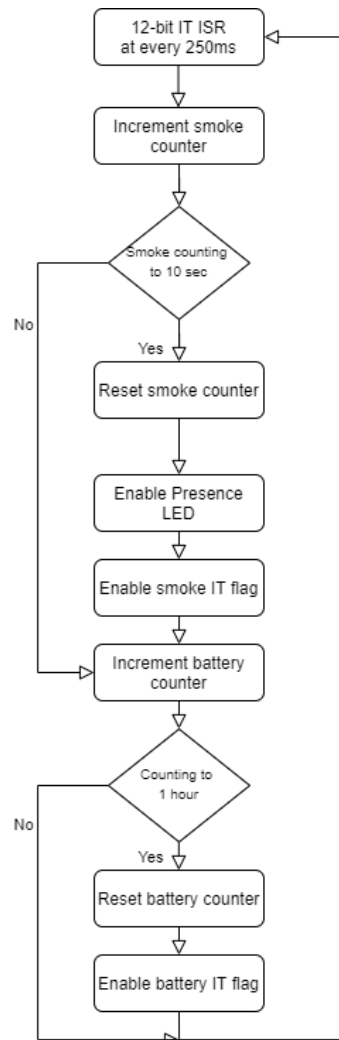 12-bit IT ISR
at every 250ms
Increment smoke
counter
Smoke counting
to 10 sec
No
Yes
Reset smoke counter
Enable Presence
LED
Enable smoke IT flag
Increment battery
counter
Counting to
1 hour
No
Yes
Reset battery counter
Enable battery IT flag